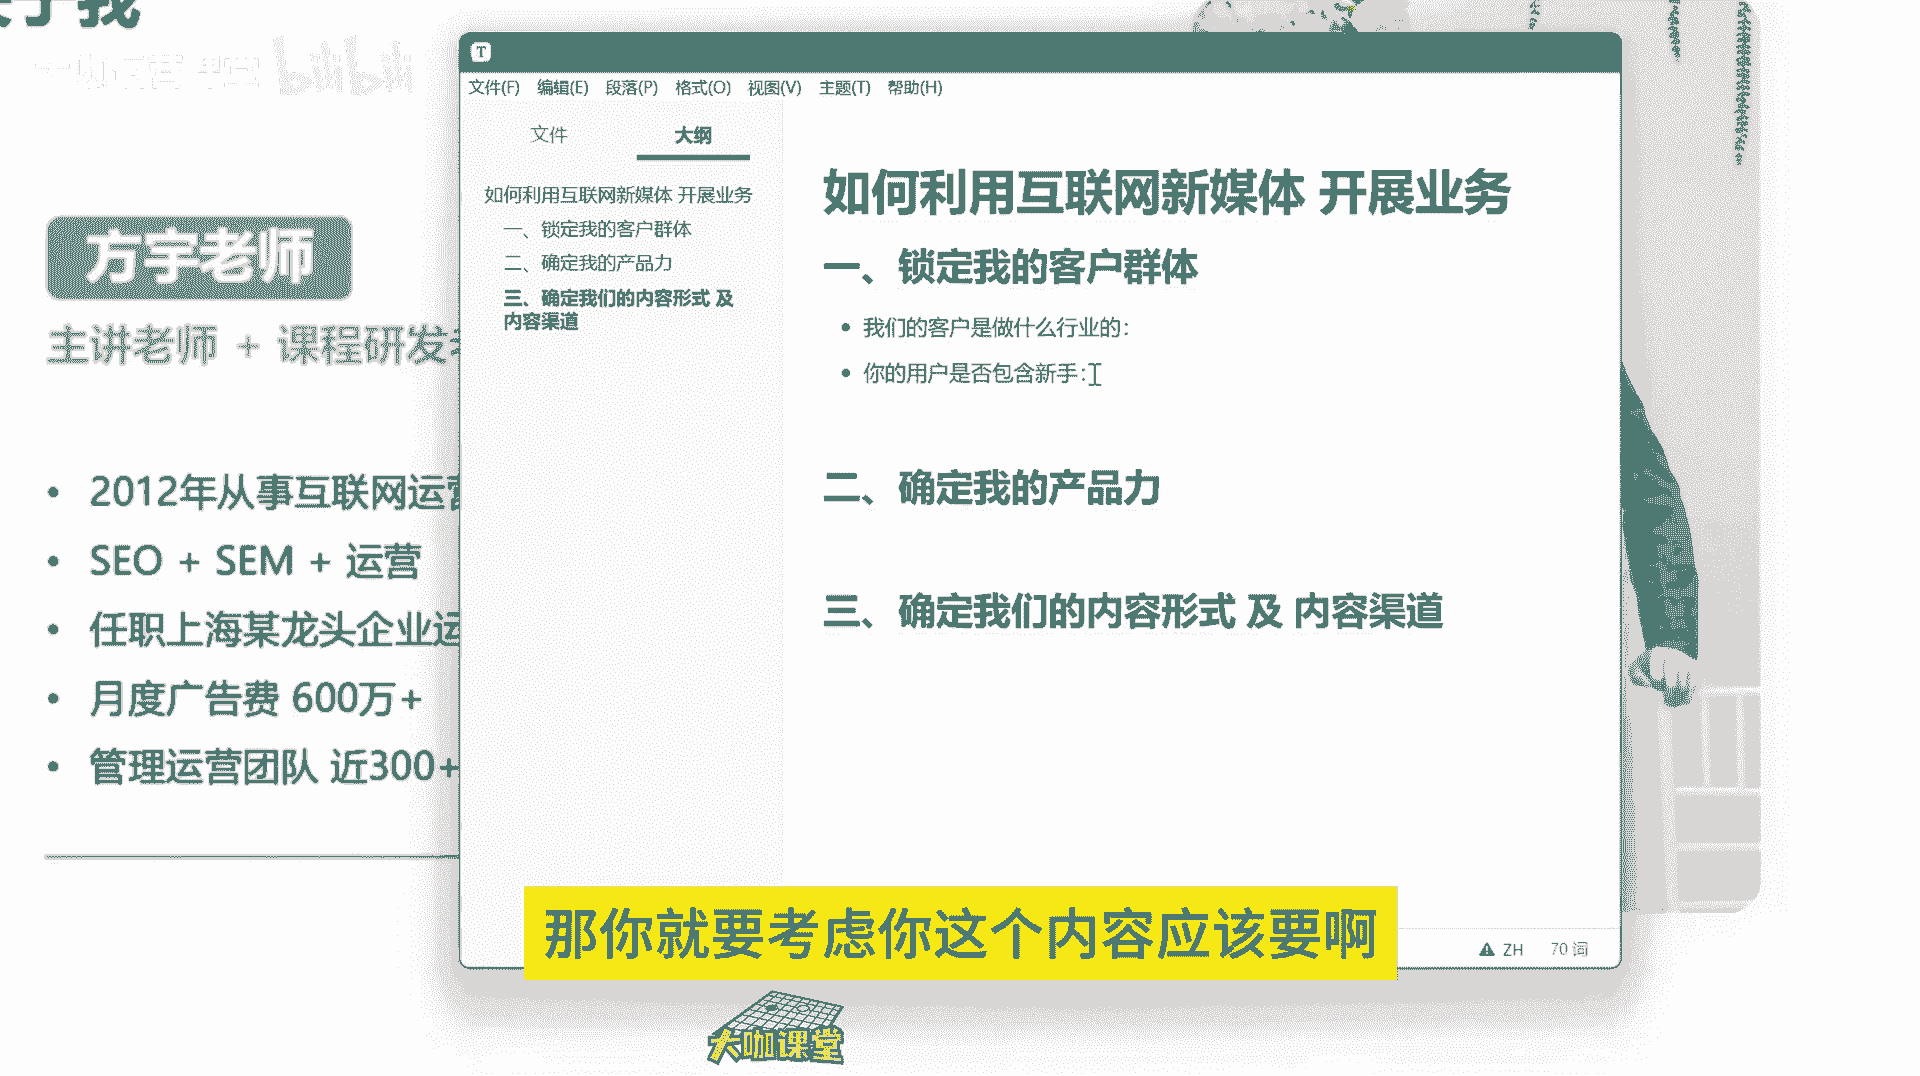 关于我
bilibili
方宇老师
主讲老师 + 课程研发
• 2012年从事互联网运营
• SEO + SEM + 运营
• 任职上海某龙头企业运
• 月度广告费 600万+
• 管理运营团队 近300+
T
文件(F) 编辑(E) 段落(P) 格式(O) 视图(V) 主题(T) 帮助(H)
文件 大纲
如何利用互联网新媒体 开展业务
一、锁定我的客户群体
二、确定我的产品力
三、确定我们的内容形式 及
内容渠道
如何利用互联网新媒体 开展业务
一、锁定我的客户群体
• 我们的客户是做什么行业的：
• 你的用户是否包含新手：
二、确定我的产品力
三、确定我们的内容形式 及 内容渠道
ZH 70 词
那你就要考虑你这个内容应该要啊
大咖课堂